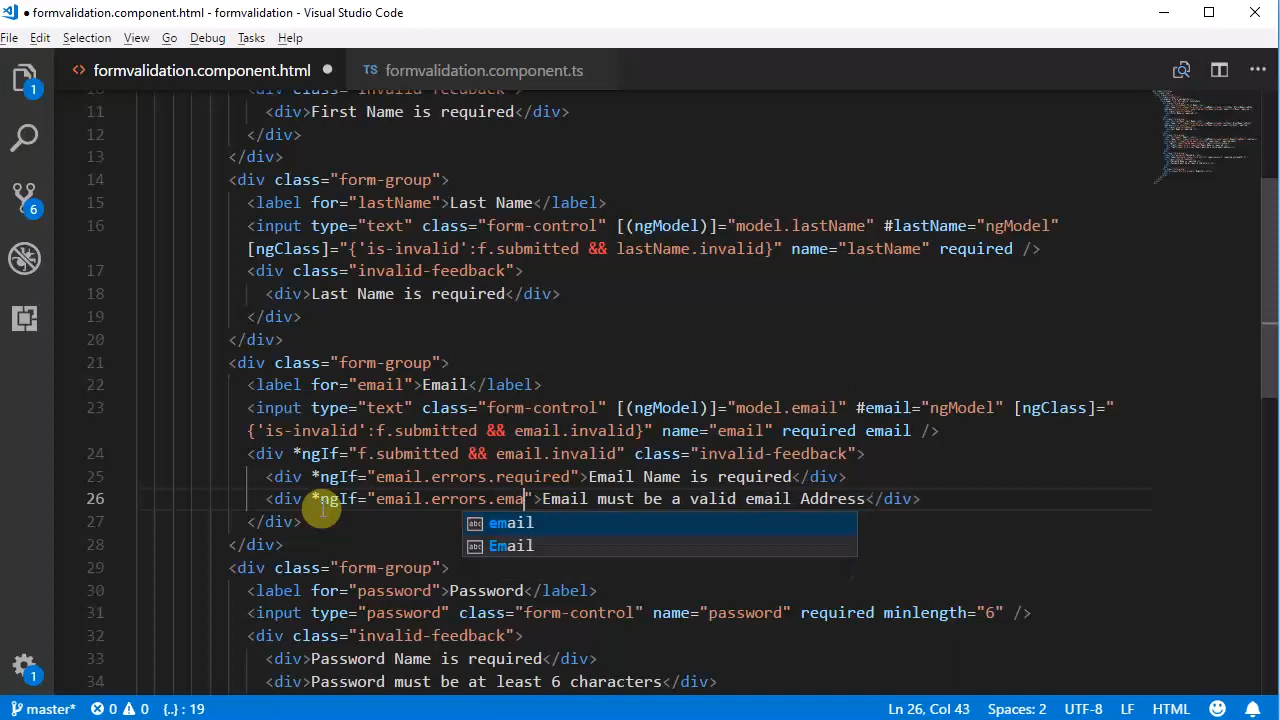 ● formvalidation.component.html - formvalidation - Visual Studio Code
File Edit Selection View Go Debug Tasks Help
<> formvalidation.component.html ● TS formvalidation.component.ts
10 <div class="invalid-feedback">
11 <div>First Name is required</div>
12 </div>
13 </div>
14 <div class="form-group">
15 <label for="lastName">Last Name</label>
16 <input type="text" class="form-control" [(ngModel)]="model.lastName" #lastName="ngModel"
[ngClass]="{'is-invalid':f.submitted && lastName.invalid}" name="lastName" required />
17 <div class="invalid-feedback">
18 <div>Last Name is required</div>
19 </div>
20 </div>
21 <div class="form-group">
22 <label for="email">Email</label>
23 <input type="text" class="form-control" [(ngModel)]="model.email" #email="ngModel" [ngClass]="
{'is-invalid':f.submitted && email.invalid}" name="email" required email />
24 <div *ngIf="f.submitted && email.invalid" class="invalid-feedback">
25 <div *ngIf="email.errors.required">Email Name is required</div>
26 <div *ngIf="email.errors.ema">Email must be a valid email Address</div>
27 </div>
abc email
28 </div>
abc Email
29 <div class="form-group">
30 <label for="password">Password</label>
31 <input type="password" class="form-control" name="password" required minlength="6" />
32 <div class="invalid-feedback">
33 <div>Password Name is required</div>
34 <div>Password must be at least 6 characters</div>
1
6
1
master* 0 0 {..} : 19 Ln 26, Col 43 Spaces: 2 UTF-8 LF HTML